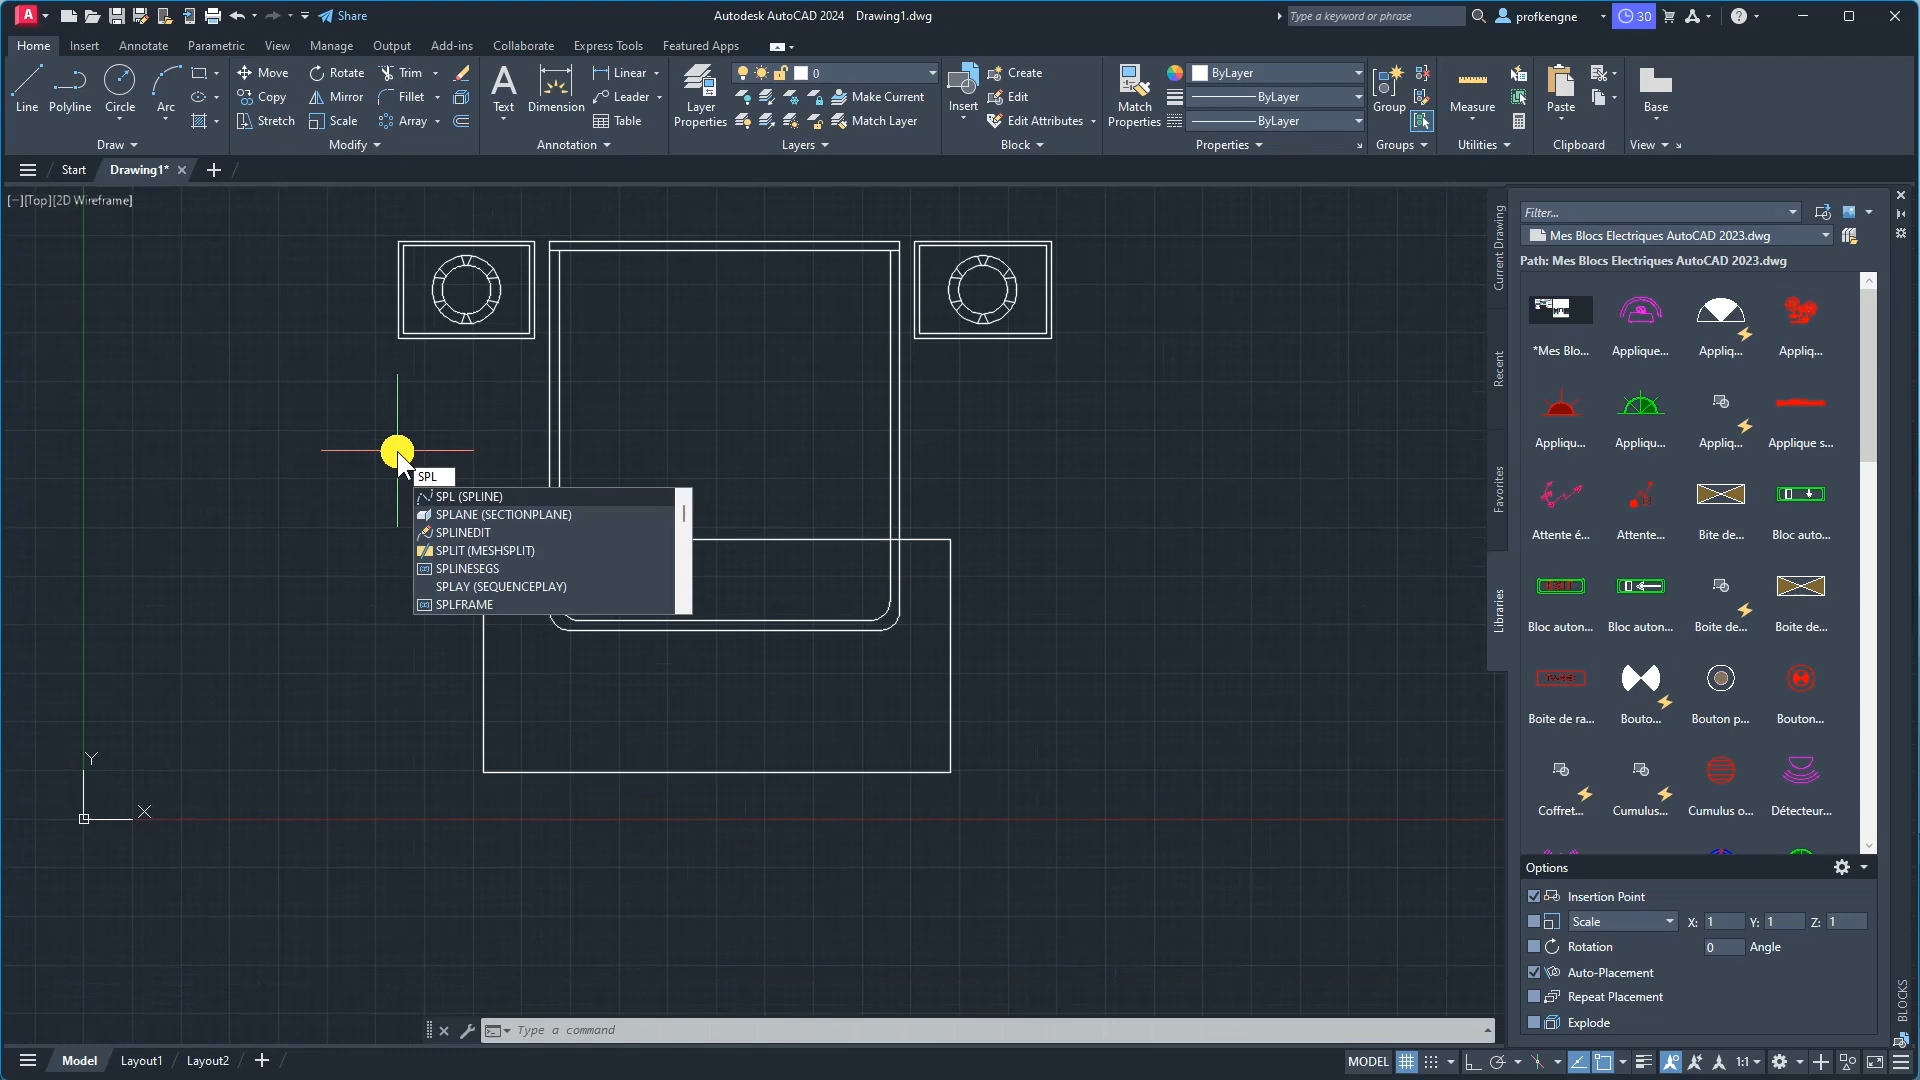 A Share Autodesk AutoCAD 2024 Drawing1.dwg Type a keyword or phrase profkengne 30
Home Insert Annotate Parametric View Manage Output Add-ins Collaborate Express Tools Featured Apps
Line Polyline Circle Arc
Draw
Move Rotate Trim
Copy Mirror Fillet
Stretch Scale Array
Modify
Text Dimension
Linear
Leader
Table
Annotation
Layer Properties
0
Make Current
Match Layer
Layers
Insert
Create
Edit
Edit Attributes
Block
Match Properties
ByLayer
ByLayer
ByLayer
Properties
Group
Groups
Measure
Utilities
Paste
Clipboard
Base
View
Start Drawing1*
[−][Top][2D Wireframe]
SPL
SPL (SPLINE)
SPLANE (SECTIONPLANE)
SPLINEDIT
SPLIT (MESHSPLIT)
SPLINESEGS
SPLAY (SEQUENCEPLAY)
SPLFRAME
Y
X
Type a command
Current Drawing
Recent
Favorites
Libraries
Filter...
Mes Blocs Electriques AutoCAD 2023.dwg
Path: Mes Blocs Electriques AutoCAD 2023.dwg
*Mes Blo... Applique... Appliq... Appliq...
Appliqu... Appliqu... Appliq... Applique s...
Attente é... Attente... Bite de... Bloc auto...
Bloc auton... Bloc auton... Boite de... Boite de...
Boite de ra... Bouto... Bouton p... Bouton...
Coffret... Cumulus... Cumulus o... Détecteur...
Options
Insertion Point
Scale X: 1 Y: 1 Z: 1
Rotation 0 Angle
Auto-Placement
Repeat Placement
Explode
BLOCKS
Model Layout1 Layout2
MODEL 1:1